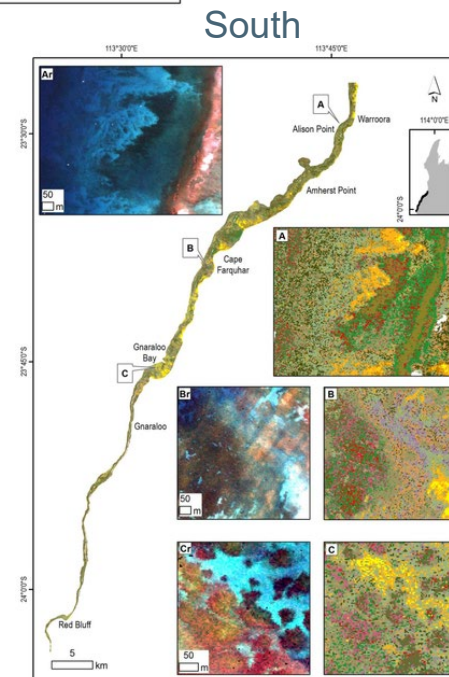 South
113°30'0"E
113°45'0"E
Ar
50
m
A
Warroora
Alison Point
N
114°0'0"E
24°0'0"S
23°30'0"S
Amherst Point
B
Cape
Farquhar
A
Gnaraloo
Bay
23°45'0"S
C
Gnaraloo
Br
50
m
B
Cr
50
m
C
24°0'0"S
Red Bluff
5
km